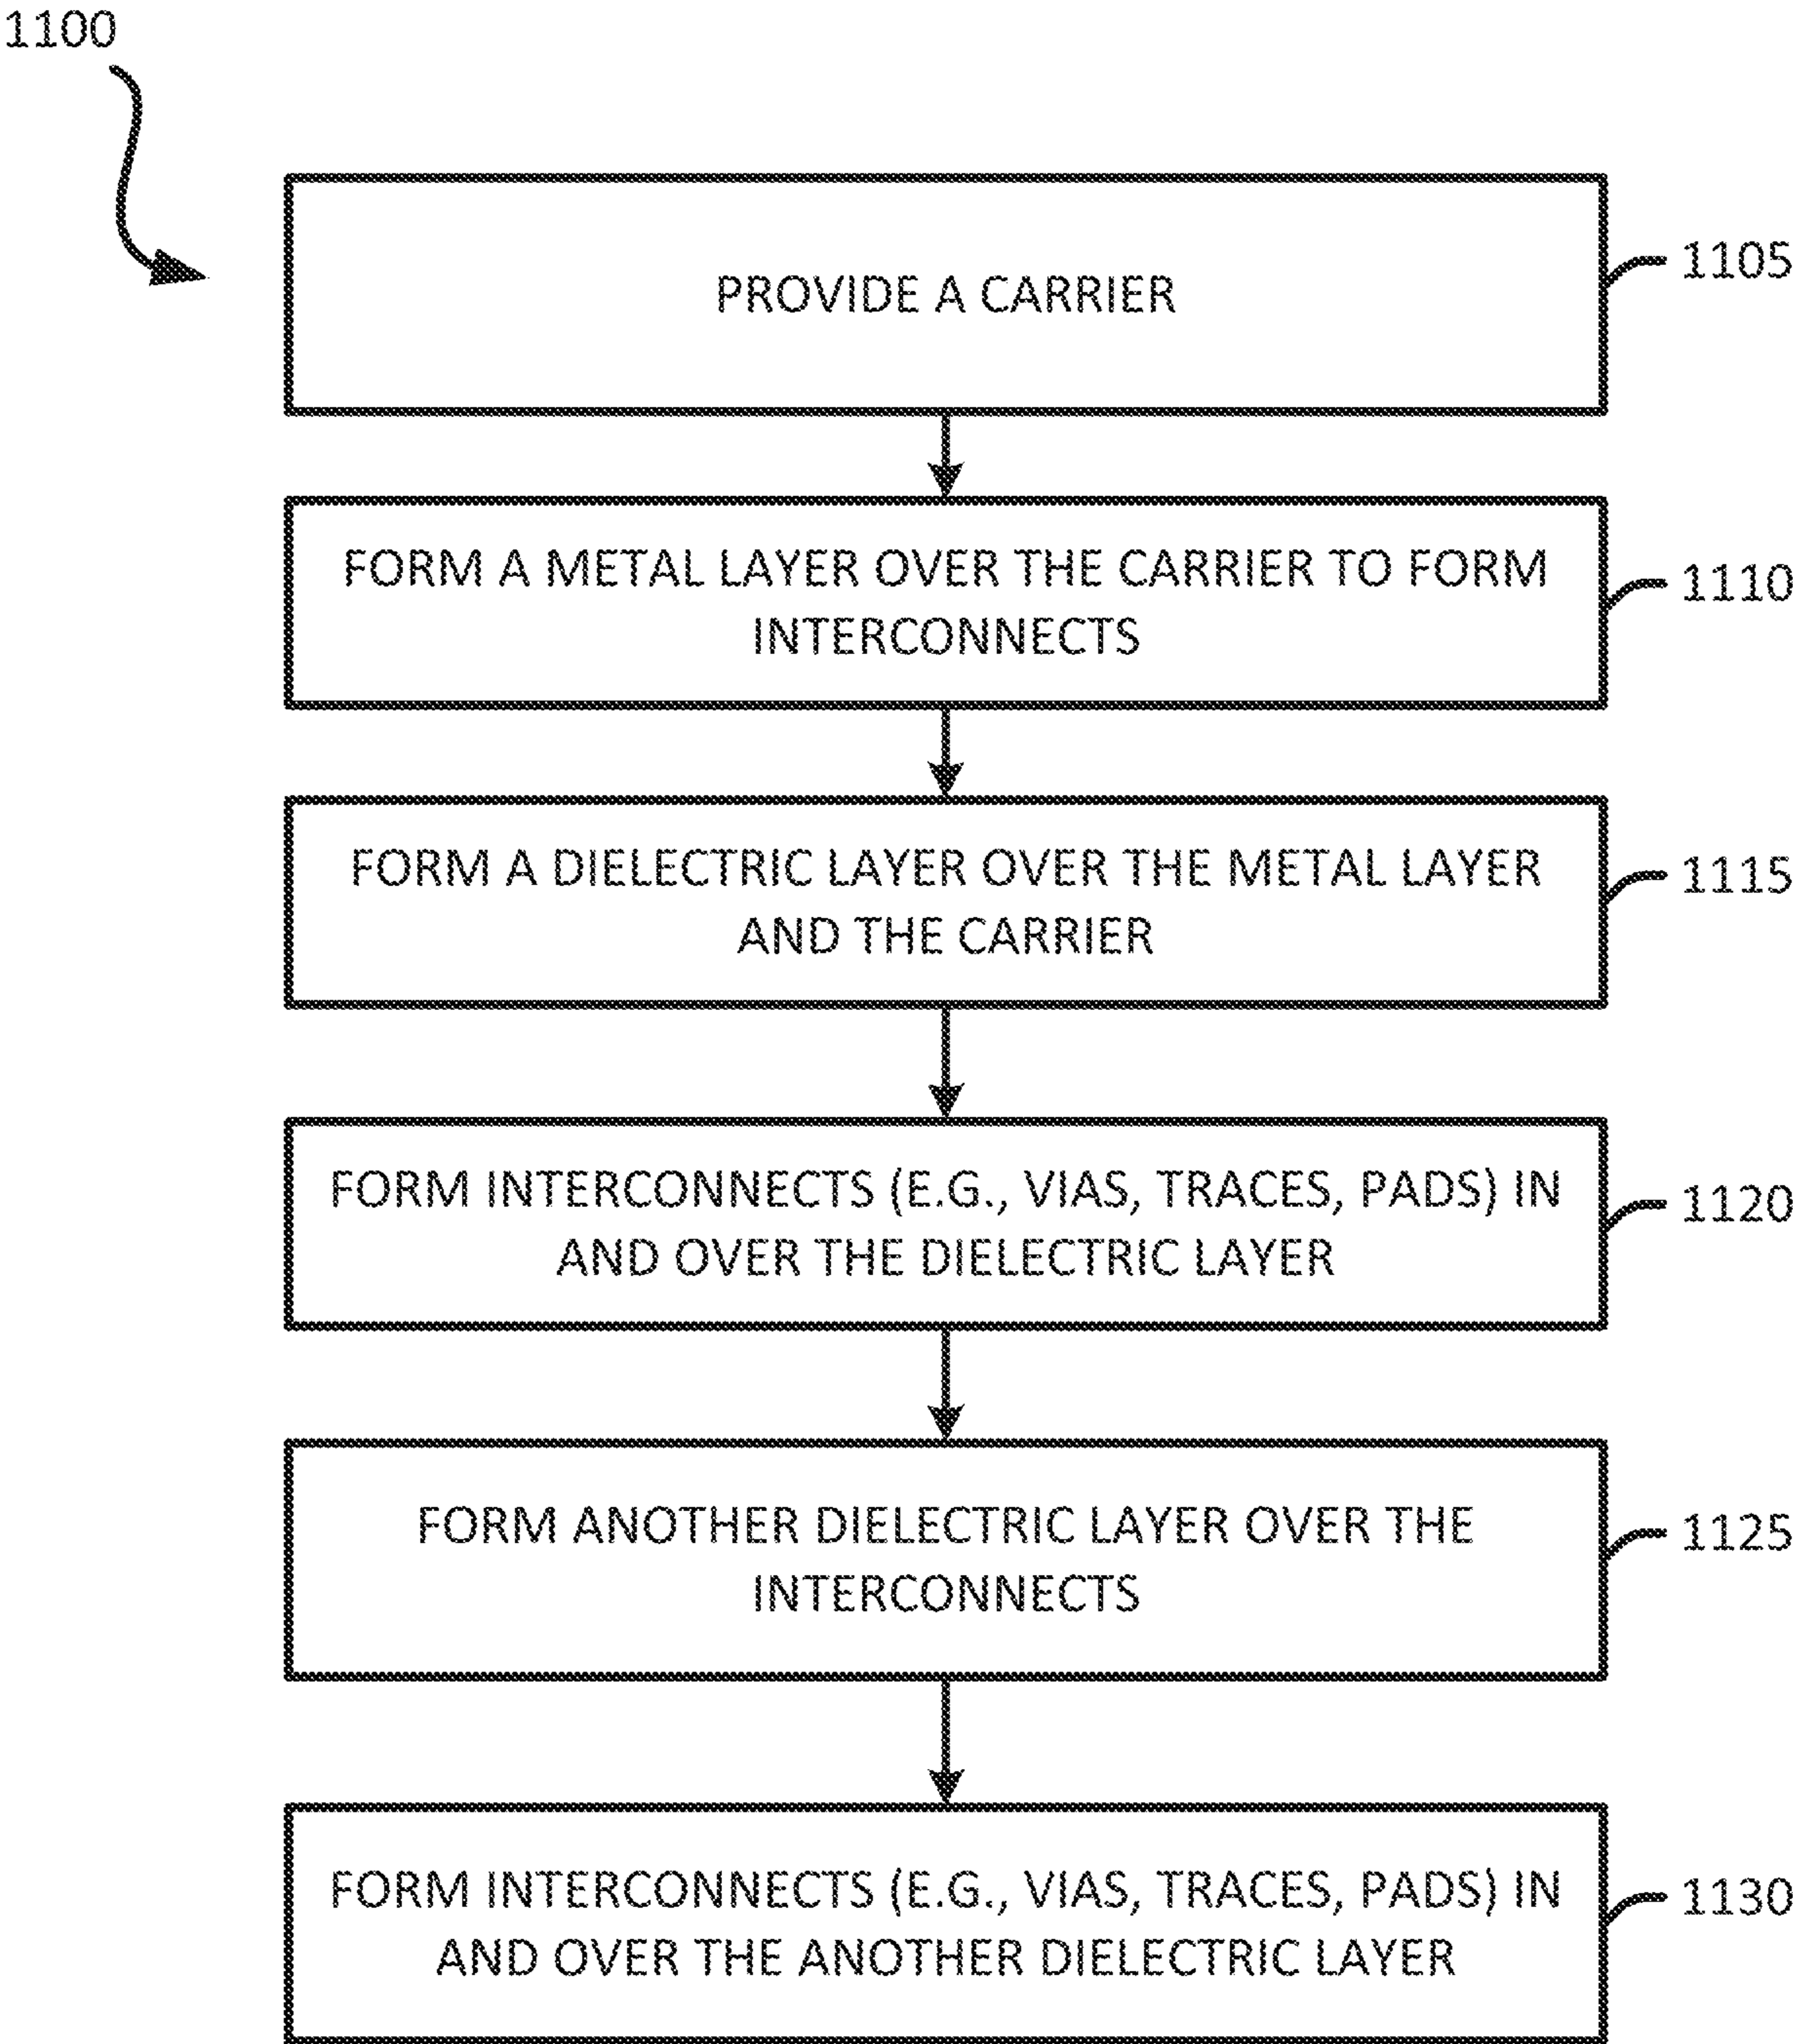 1100
PROVIDE A CARRIER
1105
FORM A METAL LAYER OVER THE CARRIER TO FORM
INTERCONNECTS
1110
FORM A DIELECTRIC LAYER OVER THE METAL LAYER
AND THE CARRIER
1115
FORM INTERCONNECTS (E.G., VIAS, TRACES, PADS) IN
AND OVER THE DIELECTRIC LAYER
1120
FORM ANOTHER DIELECTRIC LAYER OVER THE
INTERCONNECTS
1125
FORM INTERCONNECTS (E.G., VIAS, TRACES, PADS) IN
AND OVER THE ANOTHER DIELECTRIC LAYER
1130